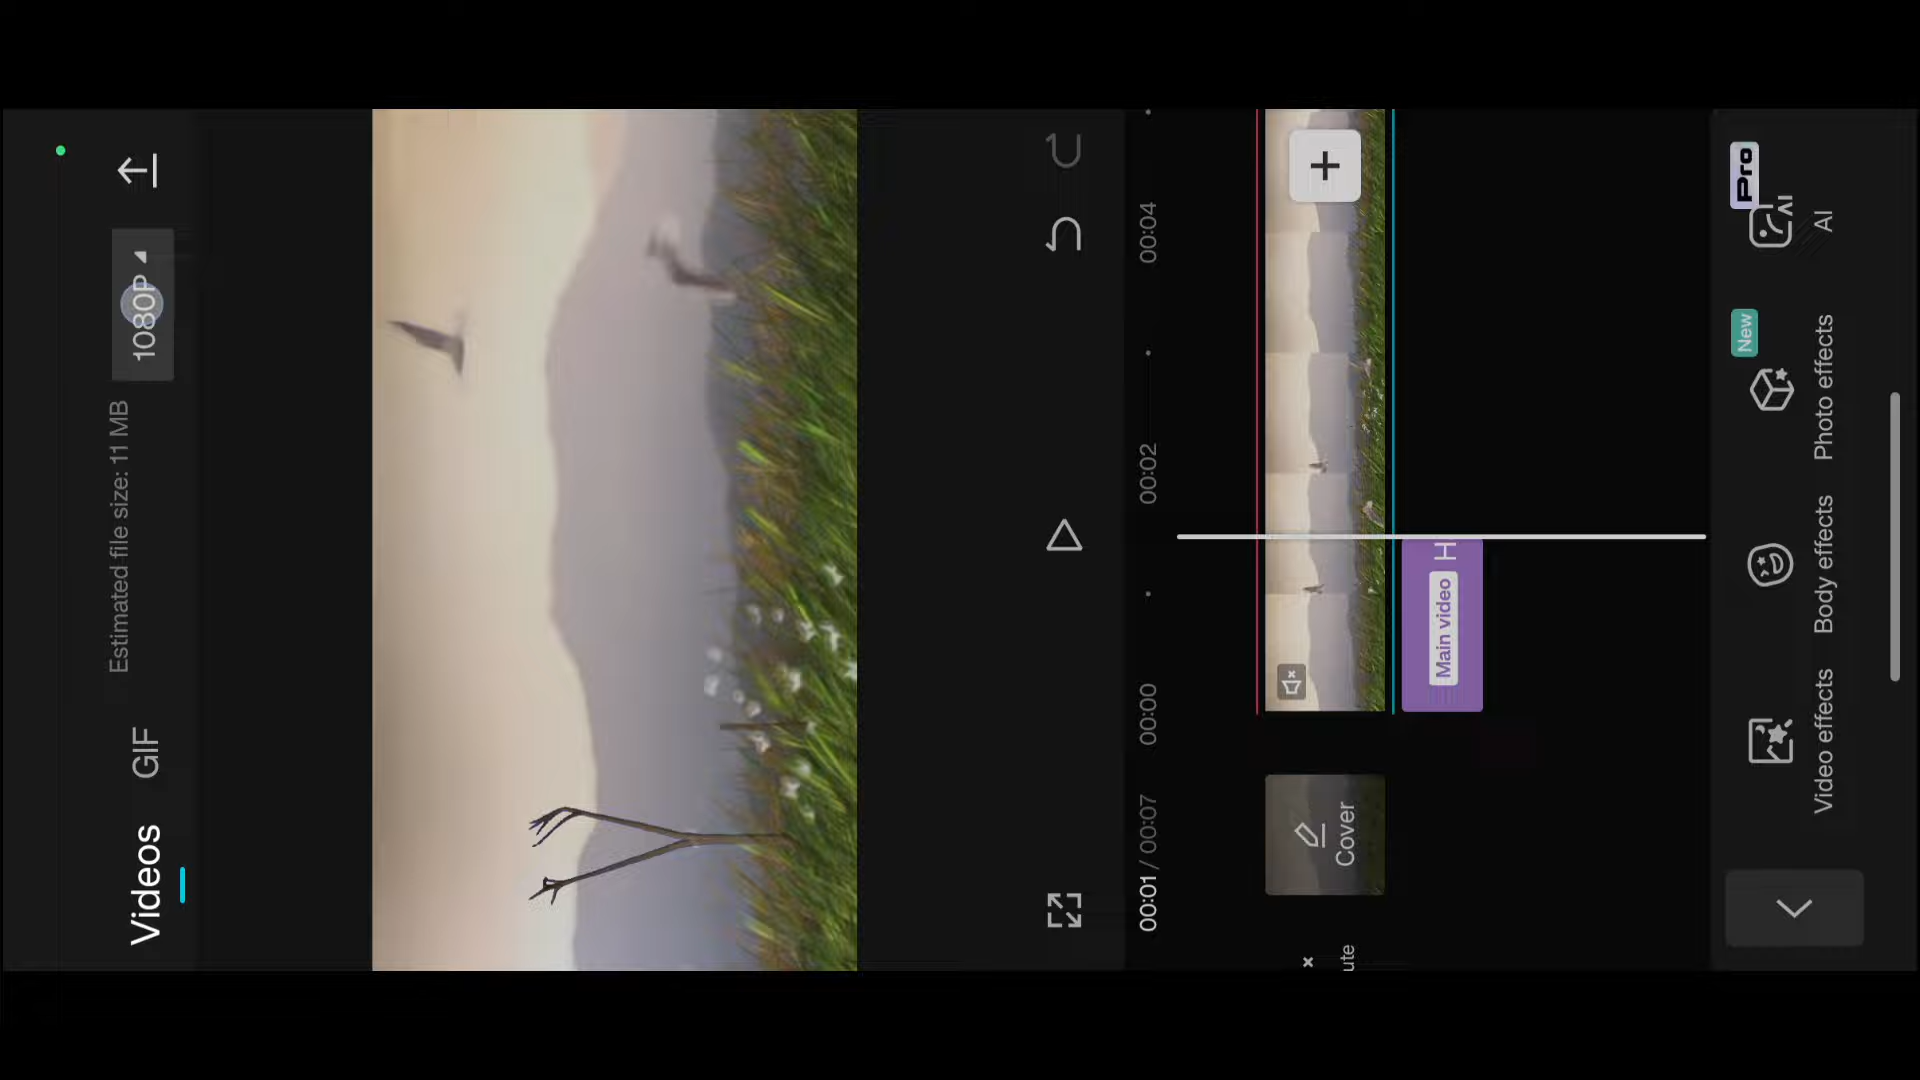 1080P
Estimated file size: 11 MB
Videos GIF
00:01 / 00:07 00:00 00:02 00:04
Cover
ute
Main video H
New
Pro
Video effects
Body effects
Photo effects
AI